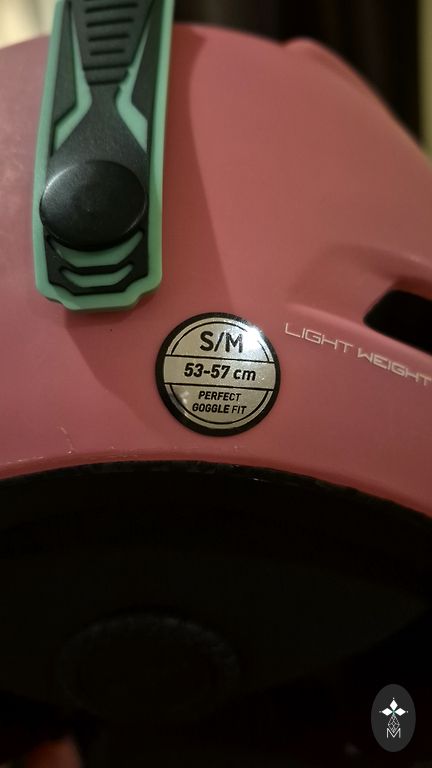 S/M
53-57 cm
PERFECT
GOGGLE FIT
LIGHT WEIGHT